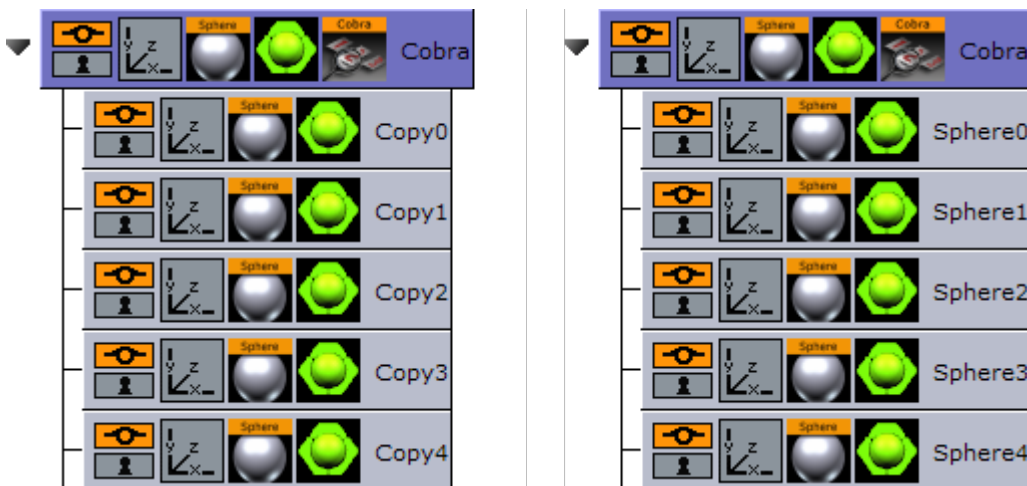 Sphere Cobra Cobra
y z x
Sphere Copy0
y z x
Sphere Copy1
y z x
Sphere Copy2
y z x
Sphere Copy3
y z x
Sphere Copy4
y z x
Sphere Cobra Cobra
y z x
Sphere Sphere0
y z x
Sphere Sphere1
y z x
Sphere Sphere2
y z x
Sphere Sphere3
y z x
Sphere Sphere4
y z x